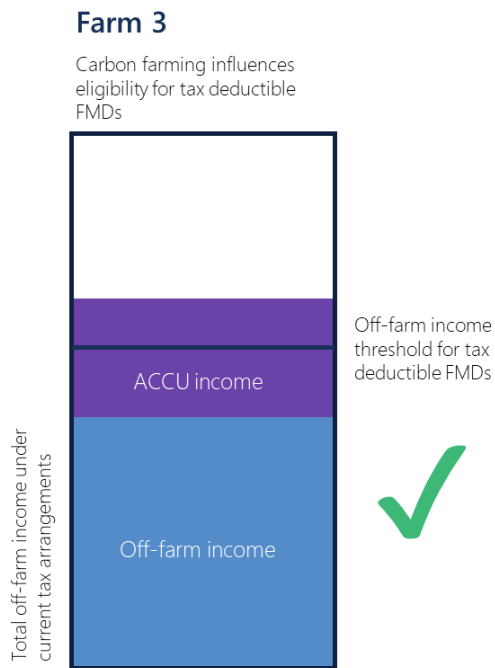 Farm 3
Carbon farming influences
eligibility for tax deductible
FMDs
Off-farm income
threshold for tax
deductible FMDs
ACCU income
Off-farm income
Total off-farm income under
current tax arrangements